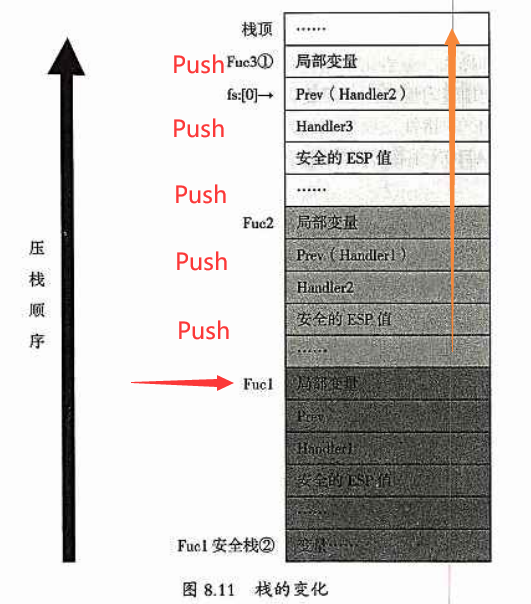 栈顶 ……
Push Fuc3① 局部变量
fs:[0]→ Prev（Handler2）
Push Handler3
安全的 ESP 值
Push ……
Fuc2 局部变量
Push Prev（Handler1）
Handler2
Push 安全的 ESP 值
……
Fuc1 局部变量
Prev
Handler1
安全的 ESP 值
……
Fuc1 安全栈② 变量……
压栈顺序
图 8.11 栈的变化